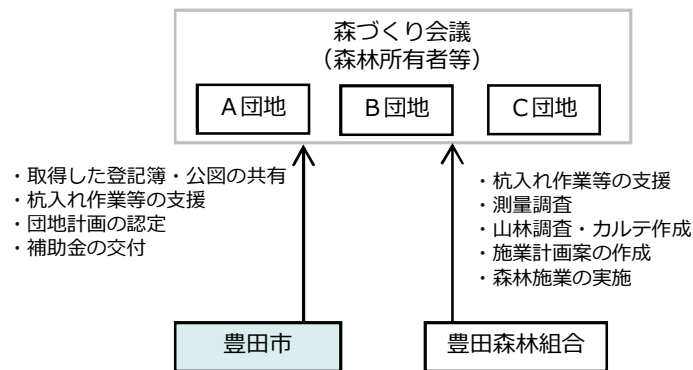 森づくり会議
（森林所有者等）
A団地
B団地
C団地
・取得した登記簿・公図の共有
・杭入れ作業等の支援
・団地計画の認定
・補助金の交付
・杭入れ作業等の支援
・測量調査
・山林調査・カルテ作成
・施業計画案の作成
・森林施業の実施
豊田市
豊田森林組合